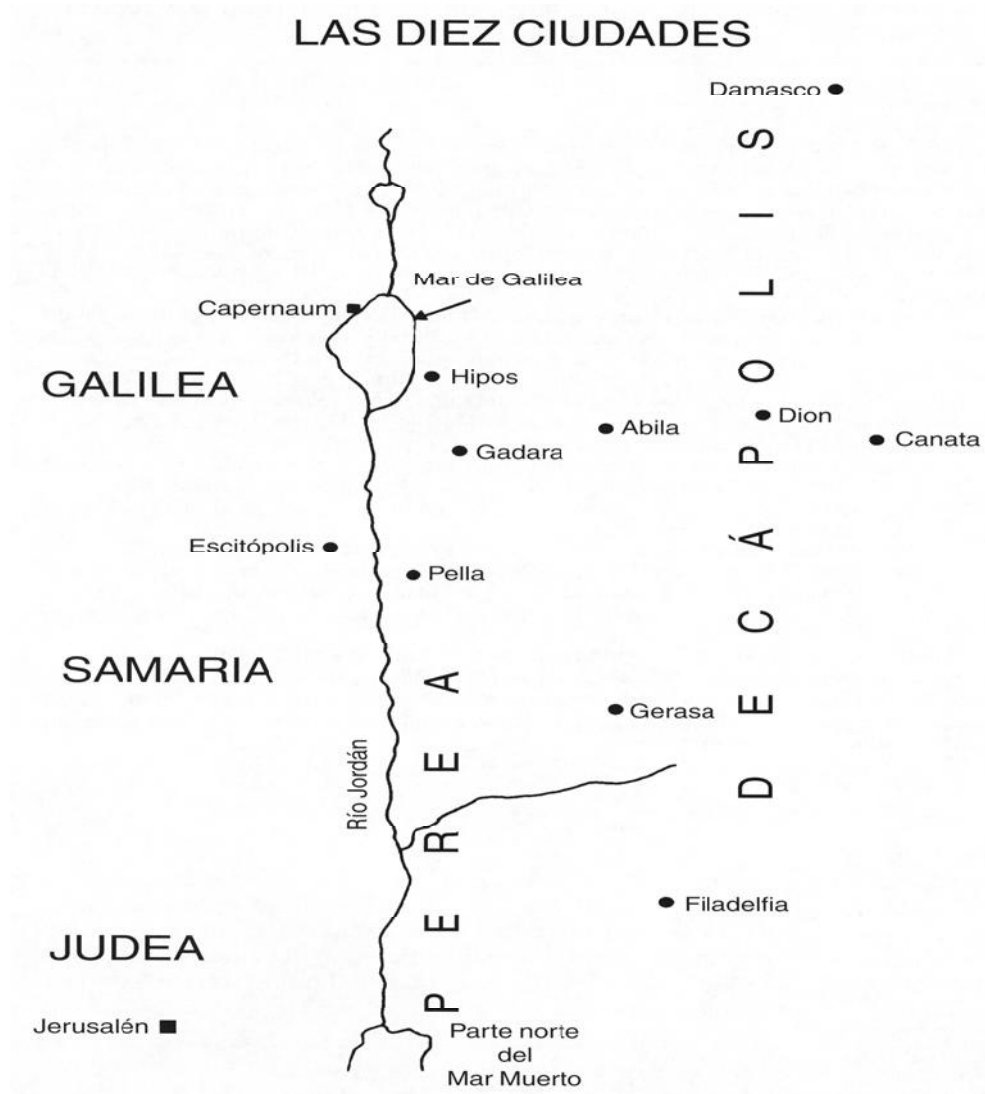 LAS DIEZ CIUDADES
Damasco
DECÁPOLIS
Mar de Galilea
Capernaum
Hipos
GALILEA
Dion
Abila
Canata
Gadara
Escitópolis
Pella
SAMARIA
PEREA
Gerasa
Río Jordán
Filadelfia
JUDEA
Jerusalén
Parte norte
del
Mar Muerto